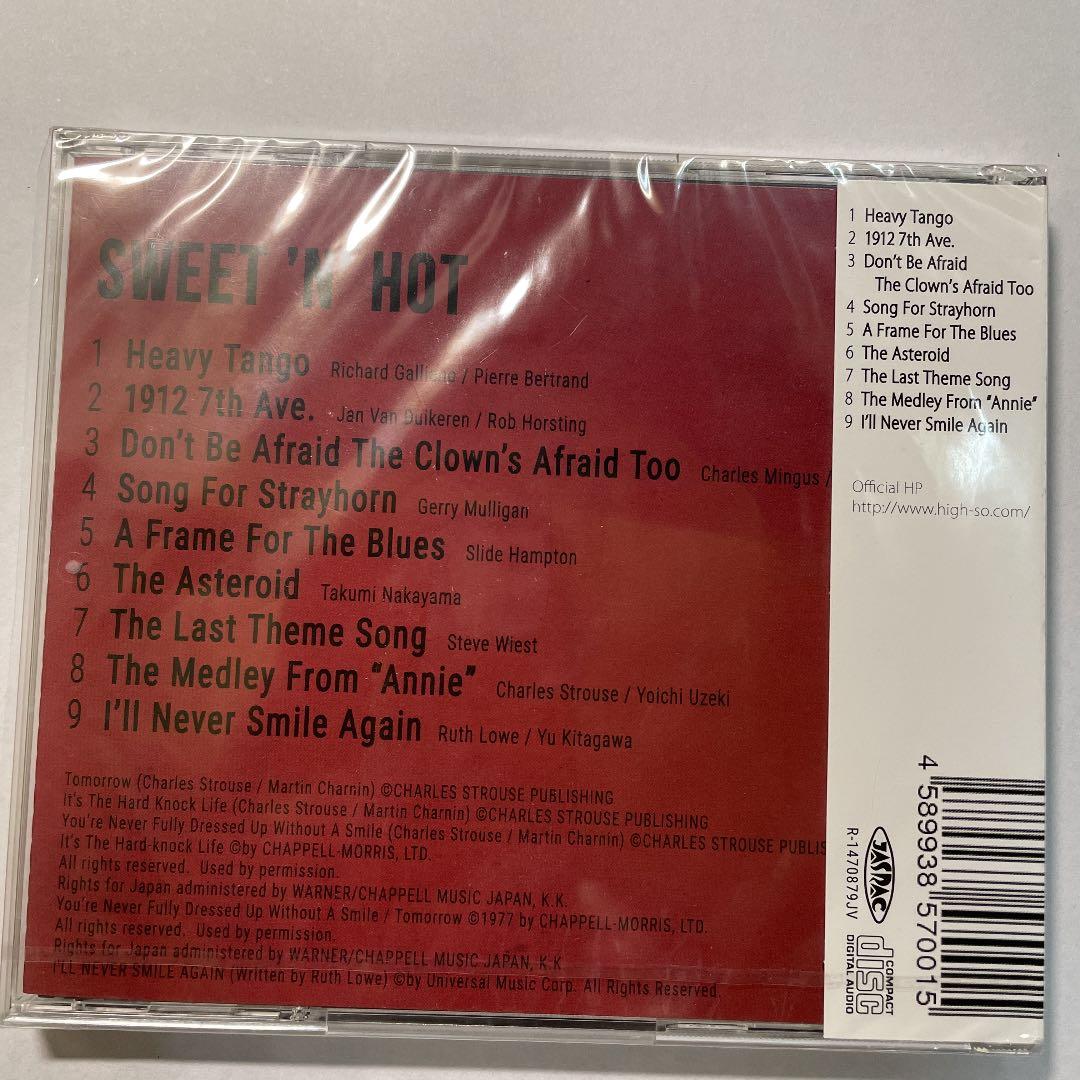 SWEET 'N' HOT
1 Heavy Tango Richard Galliano / Pierre Bertrand
2 1912 7th Ave. Jan Van Duikeren / Rob Horsting
3 Don't Be Afraid The Clown's Afraid Too Charles Mingus /
4 Song For Strayhorn Gerry Mulligan
5 A Frame For The Blues Slide Hampton
6 The Asteroid Takumi Nakayama
7 The Last Theme Song Steve Wiest
8 The Medley From "Annie" Charles Strouse / Yoichi Uzeki
9 I'll Never Smile Again Ruth Lowe / Yu Kitagawa
Tomorrow (Charles Strouse / Martin Charnin) ©CHARLES STROUSE PUBLISHING
It's The Hard Knock Life (Charles Strouse / Martin Charnin) ©CHARLES STROUSE PUBLISHING
You're Never Fully Dressed Up Without A Smile (Charles Strouse / Martin Charnin) ©CHARLES STROUSE PUBLIS
It's The Hard-knock Life ©by CHAPPELL-MORRIS, LTD.
All rights reserved. Used by permission.
Rights for Japan administered by WARNER/CHAPPELL MUSIC JAPAN, K.K.
You're Never Fully Dressed Up Without A Smile / Tomorrow ©1977 by CHAPPELL-MORRIS, LTD.
All rights reserved. Used by permission.
Rights for Japan administered by WARNER/CHAPPELL MUSIC JAPAN, K.K
I'LL NEVER SMILE AGAIN (Written by Ruth Lowe) ©by Universal Music Corp. All Rights Reserved.
1 Heavy Tango
2 1912 7th Ave.
3 Don't Be Afraid
The Clown's Afraid Too
4 Song For Strayhorn
5 A Frame For The Blues
6 The Asteroid
7 The Last Theme Song
8 The Medley From "Annie"
9 I'll Never Smile Again
Official HP
http://www.high-so.com/
4 589938 570015
JASRAC
R-1470879JV
COMPACT
disc
DIGITAL AUDIO